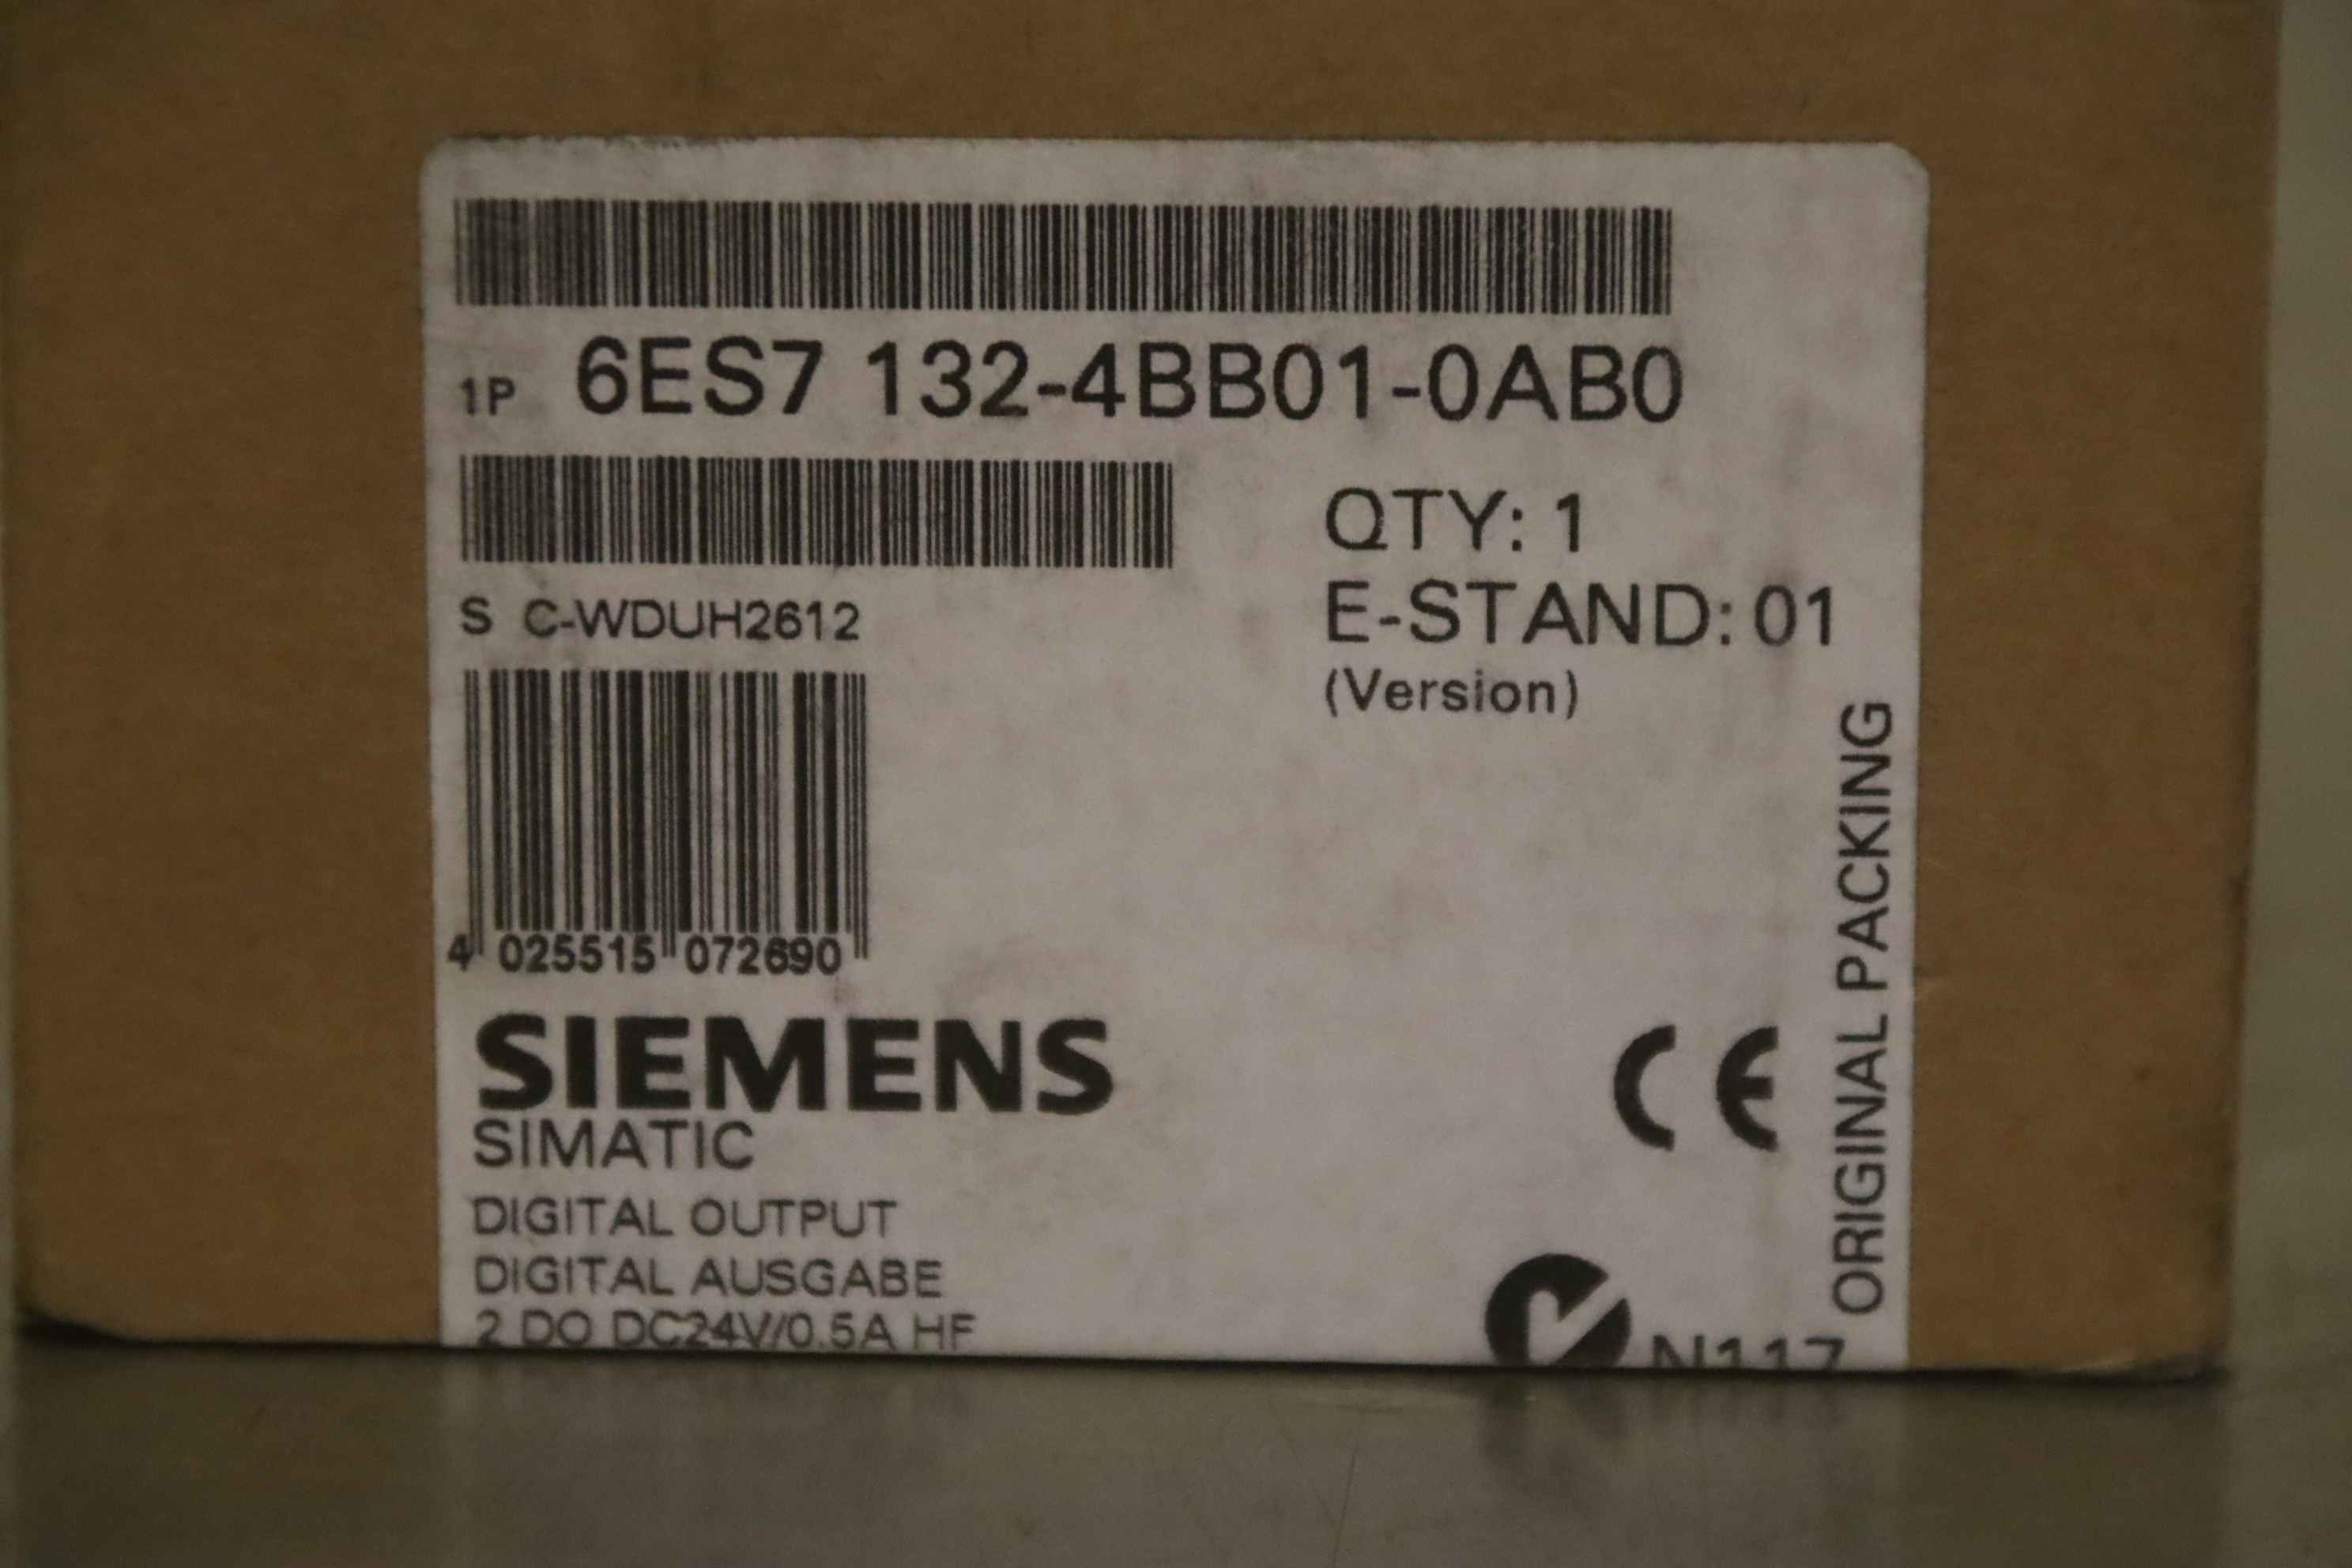 1P 6ES7 132-4BB01-0AB0
QTY: 1
E-STAND: 01
(Version)
S C-WDUH2612
4 025515 072690
SIEMENS
SIMATIC
DIGITAL OUTPUT
DIGITAL AUSGABE
2 DO DC24V/0.5A HF
CE
N117
ORIGINAL PACKING